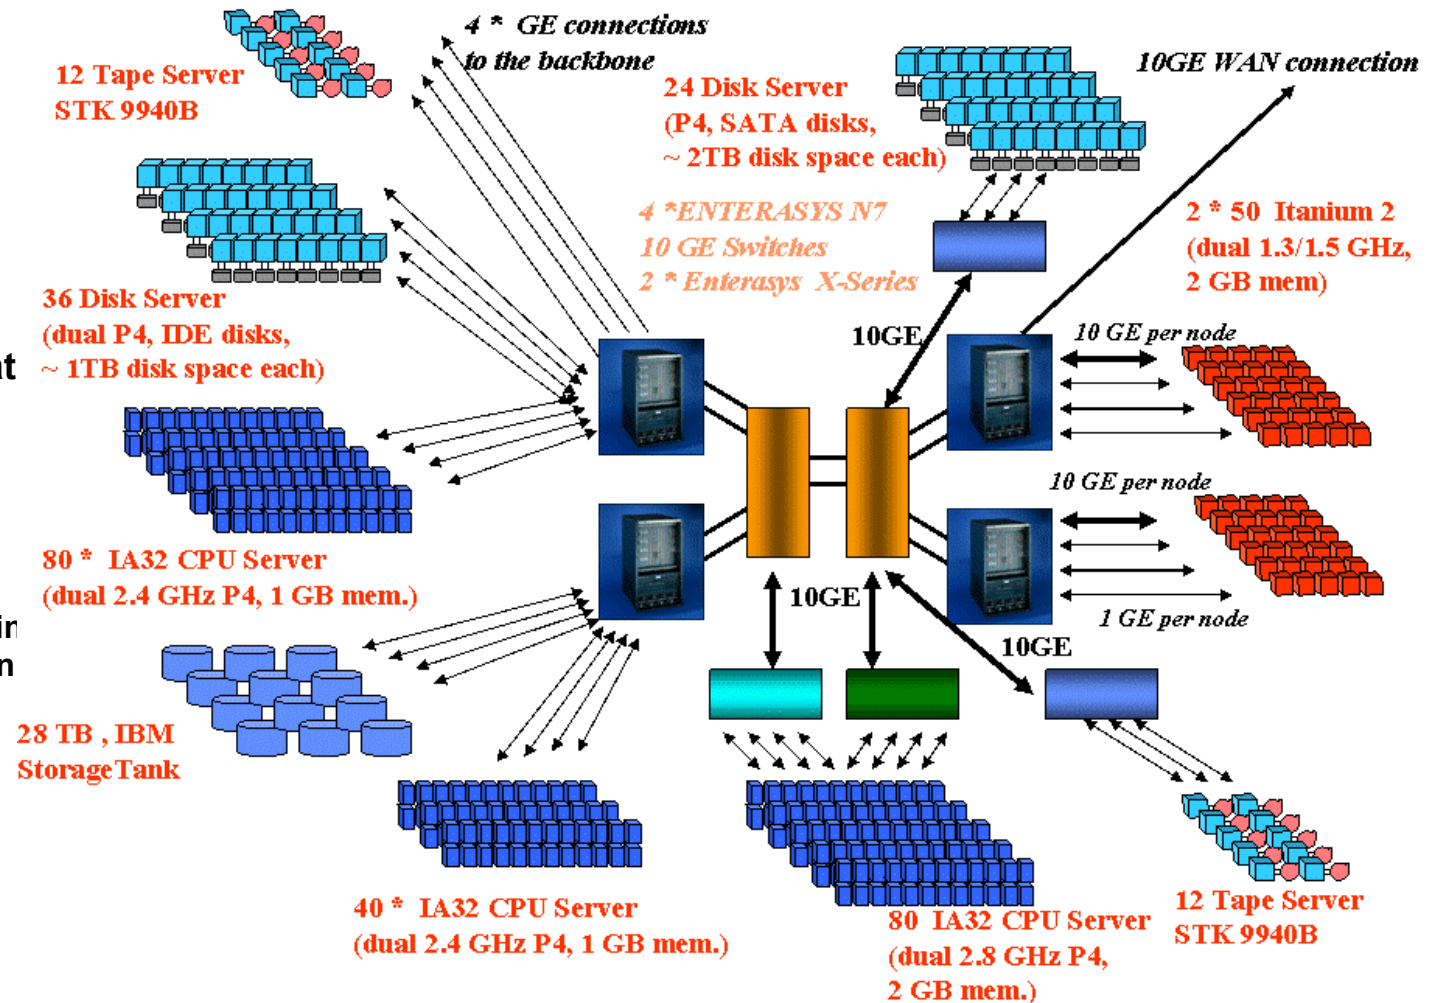 4 * GE connections
to the backbone
12 Tape Server
STK 9940B
24 Disk Server
(P4, SATA disks,
~ 2TB disk space each)
10GE WAN connection
4 *ENTERASYS N7
10 GE Switches
2 * Enterasys X-Series
2 * 50 Itanium 2
(dual 1.3/1.5 GHz,
2 GB mem)
36 Disk Server
(dual P4, IDE disks,
~ 1TB disk space each)
10GE
10 GE per node
80 * IA32 CPU Server
(dual 2.4 GHz P4, 1 GB mem.)
10 GE per node
10GE
1 GE per node
10GE
28 TB , IBM
StorageTank
40 * IA32 CPU Server
(dual 2.4 GHz P4, 1 GB mem.)
80 IA32 CPU Server
(dual 2.8 GHz P4,
2 GB mem.)
12 Tape Server
STK 9940B